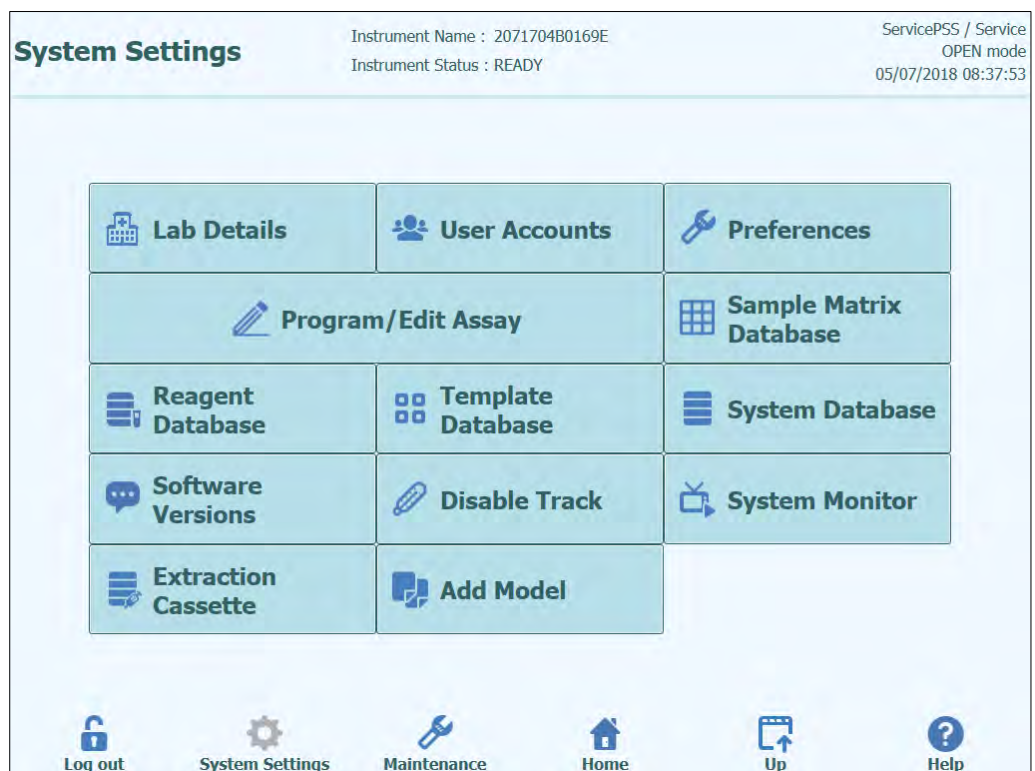 System Settings
Instrument Name : 2071704B0169E
Instrument Status : READY
ServicePSS / Service
OPEN mode
05/07/2018 08:37:53
Lab Details
User Accounts
Preferences
Program/Edit Assay
Sample Matrix
Database
Reagent
Database
Template
Database
System Database
Software
Versions
Disable Track
System Monitor
Extraction
Cassette
Add Model
Log out
System Settings
Maintenance
Home
Up
Help